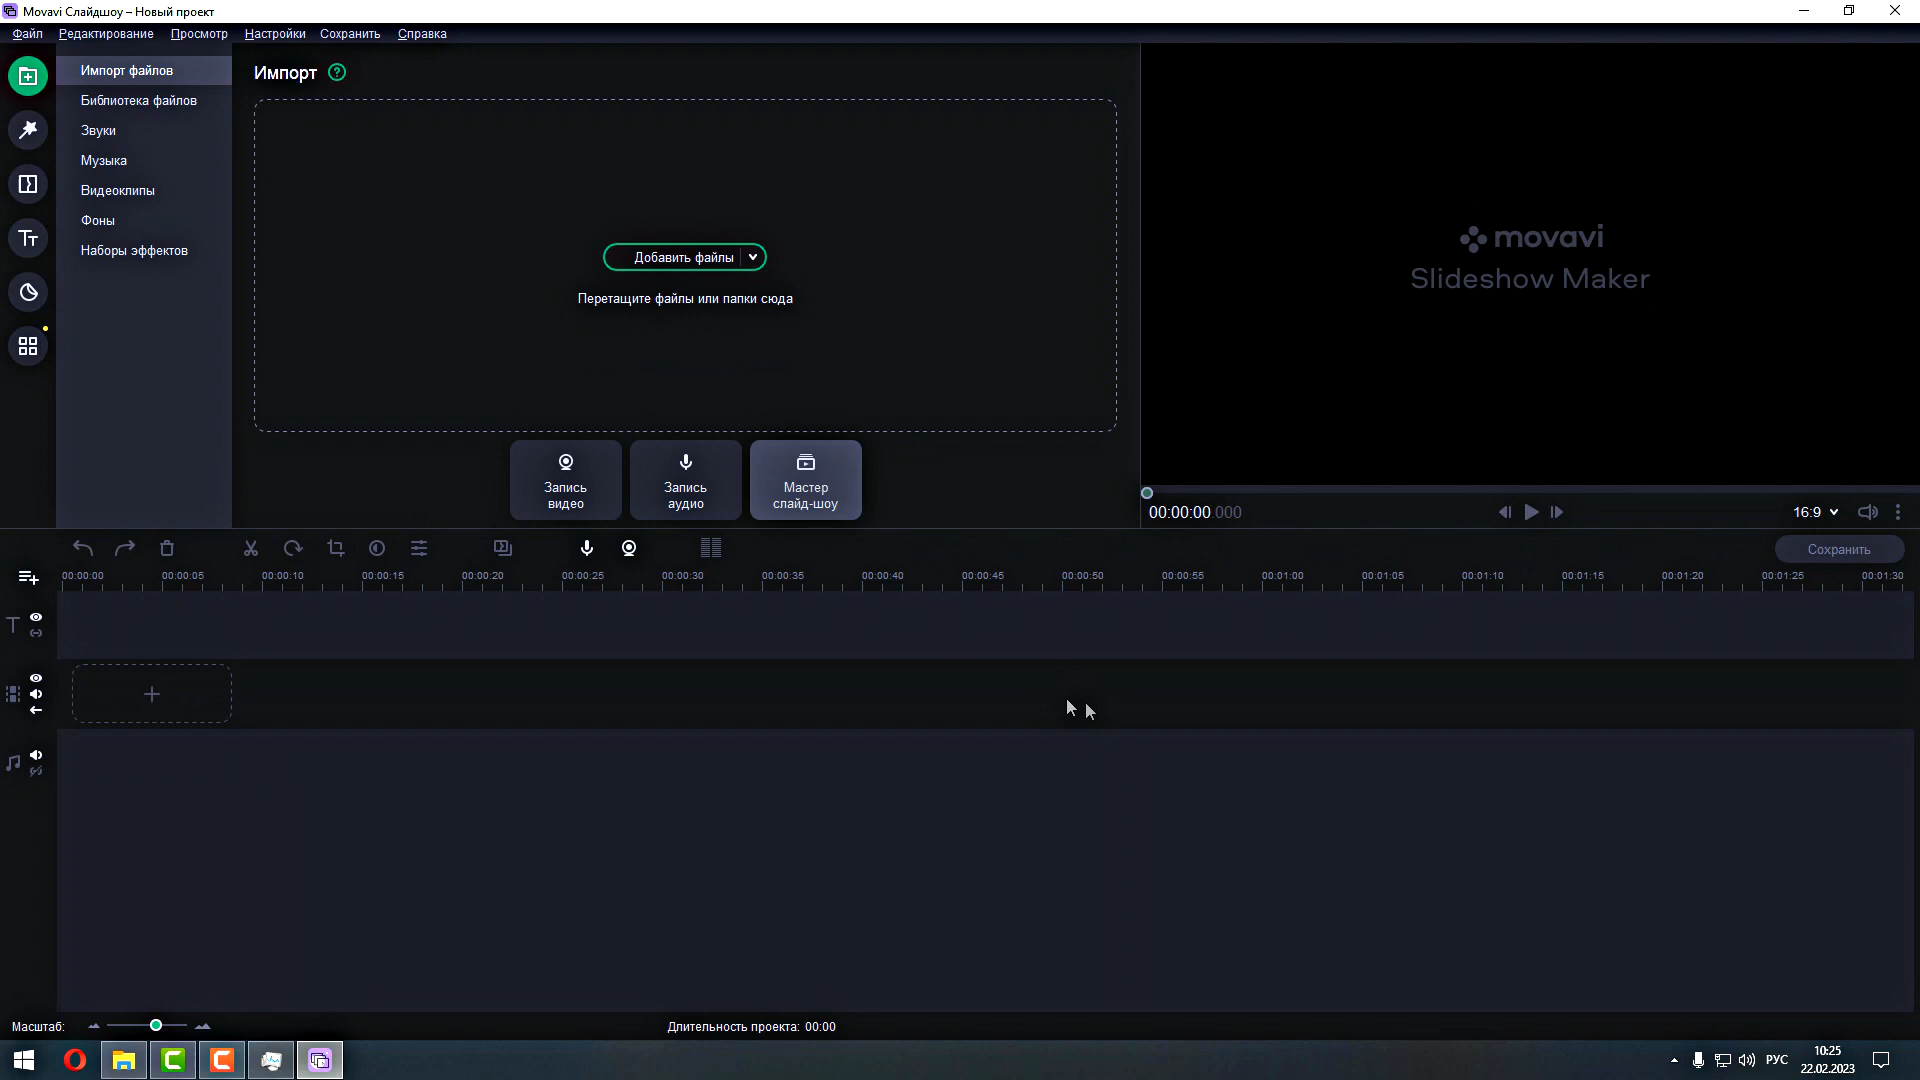 Movavi Слайдшоу – Новый проект
Файл Редактирование Просмотр Настройки Сохранить Справка
Импорт файлов
Библиотека файлов
Звуки
Музыка
Видеоклипы
Фоны
Наборы эффектов
Импорт ?
Добавить файлы
Перетащите файлы или папки сюда
Запись
видео
Запись
аудио
Мастер
слайд-шоу
movavi
Slideshow Maker
00:00:00.000
16:9
Сохранить
00:00:00 00:00:05 00:00:10 00:00:15 00:00:20 00:00:25 00:00:30 00:00:35 00:00:40 00:00:45 00:00:50 00:00:55 00:01:00 00:01:05 00:01:10 00:01:15 00:01:20 00:01:25 00:01:30
Масштаб:
Длительность проекта: 00:00
РУС
10:25
22.02.2023